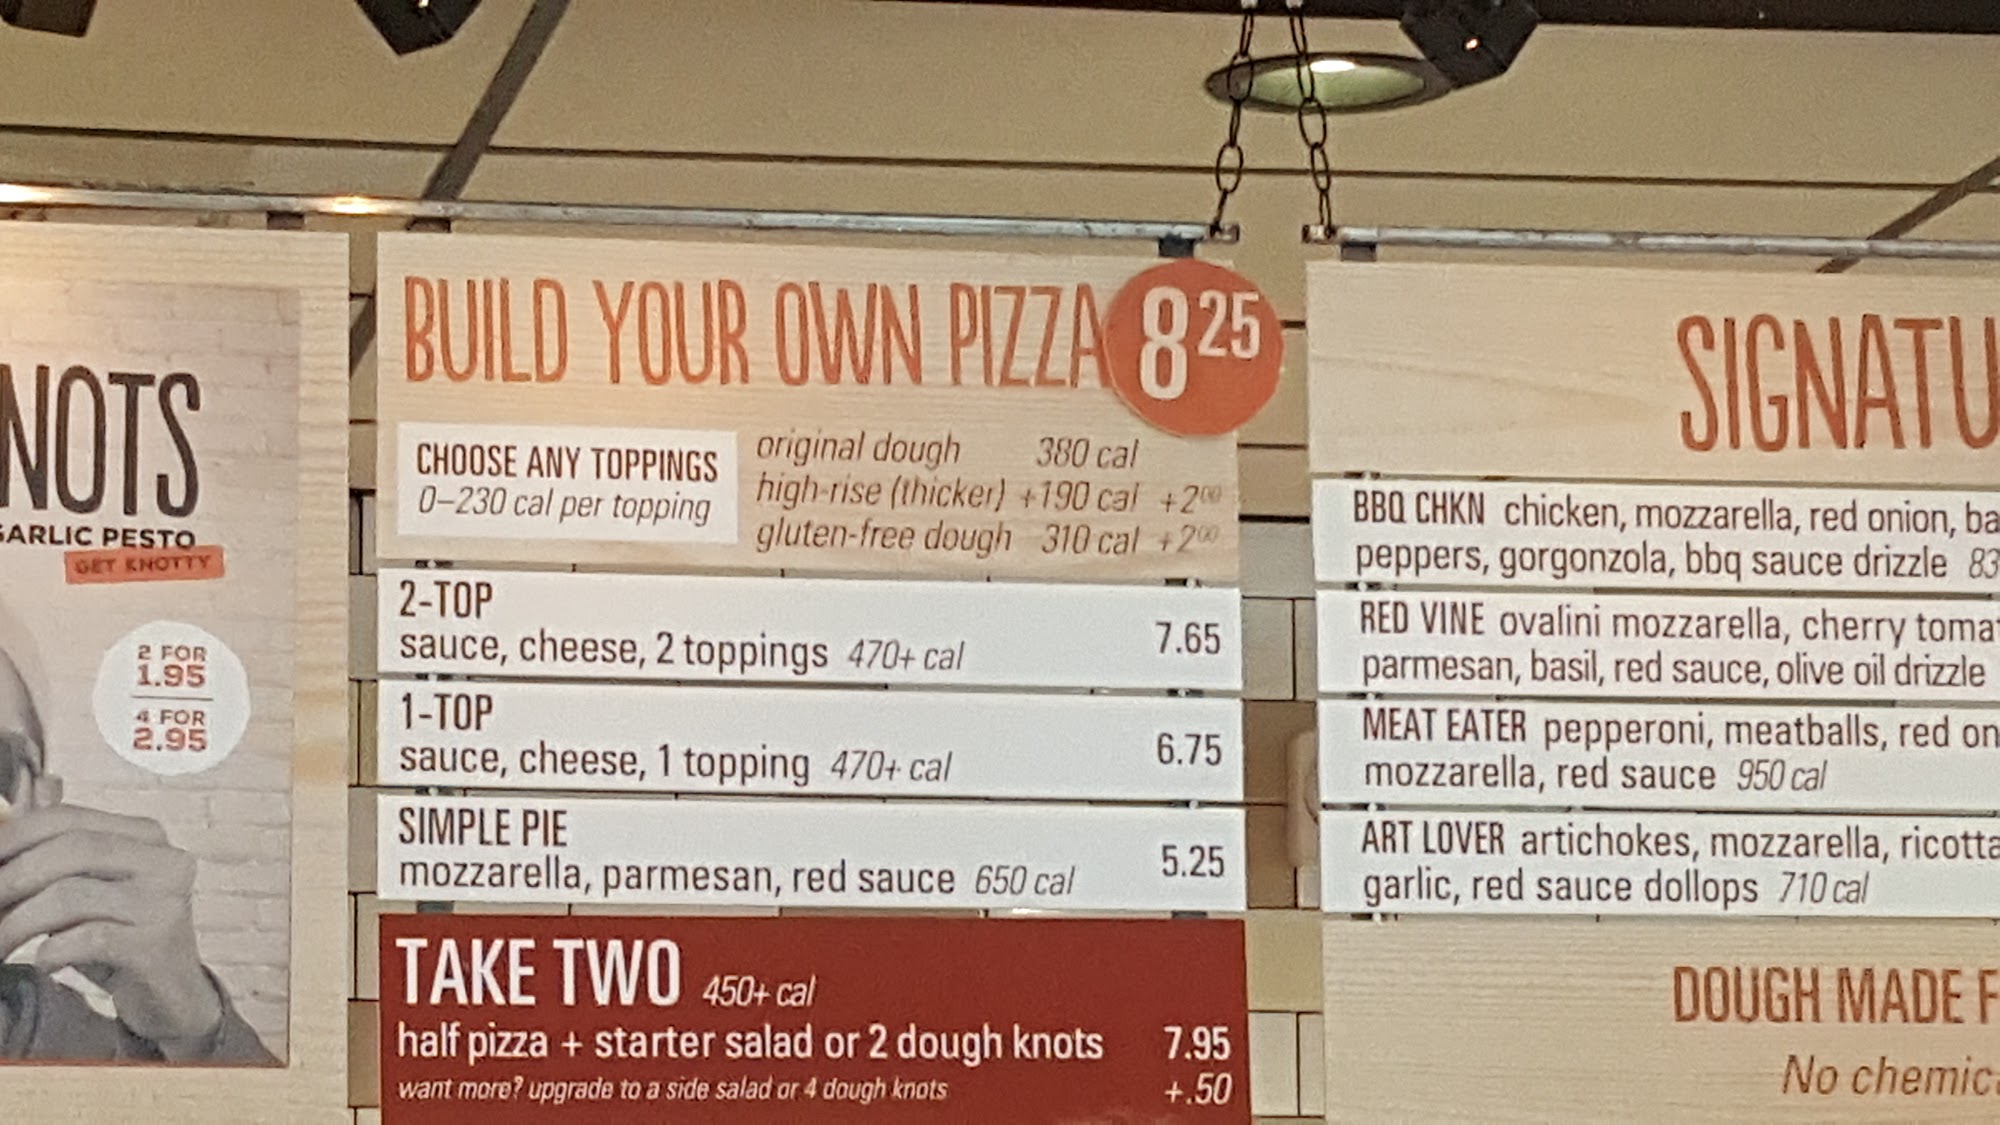 NOTS
GARLIC PESTO
GET KNOTTY
2 FOR
1.95
4 FOR
2.95
BUILD YOUR OWN PIZZA 8 25
CHOOSE ANY TOPPINGS
0–230 cal per topping
original dough 380 cal
high-rise (thicker) +190 cal +2⁰⁰
gluten-free dough 310 cal +2⁰⁰
2-TOP
sauce, cheese, 2 toppings 470+ cal 7.65
1-TOP
sauce, cheese, 1 topping 470+ cal 6.75
SIMPLE PIE
mozzarella, parmesan, red sauce 650 cal 5.25
TAKE TWO 450+ cal
half pizza + starter salad or 2 dough knots 7.95
want more? upgrade to a side salad or 4 dough knots +.50
SIGNATU
BBQ CHKN chicken, mozzarella, red onion, ba
peppers, gorgonzola, bbq sauce drizzle 83
RED VINE ovalini mozzarella, cherry tomat
parmesan, basil, red sauce, olive oil drizzle
MEAT EATER pepperoni, meatballs, red on
mozzarella, red sauce 950 cal
ART LOVER artichokes, mozzarella, ricotta
garlic, red sauce dollops 710 cal
DOUGH MADE F
No chemic